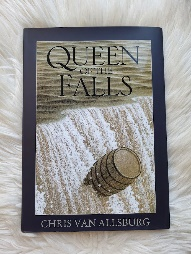 QUEEN
OF THE
FALLS
CHRIS VAN ALLSBURG